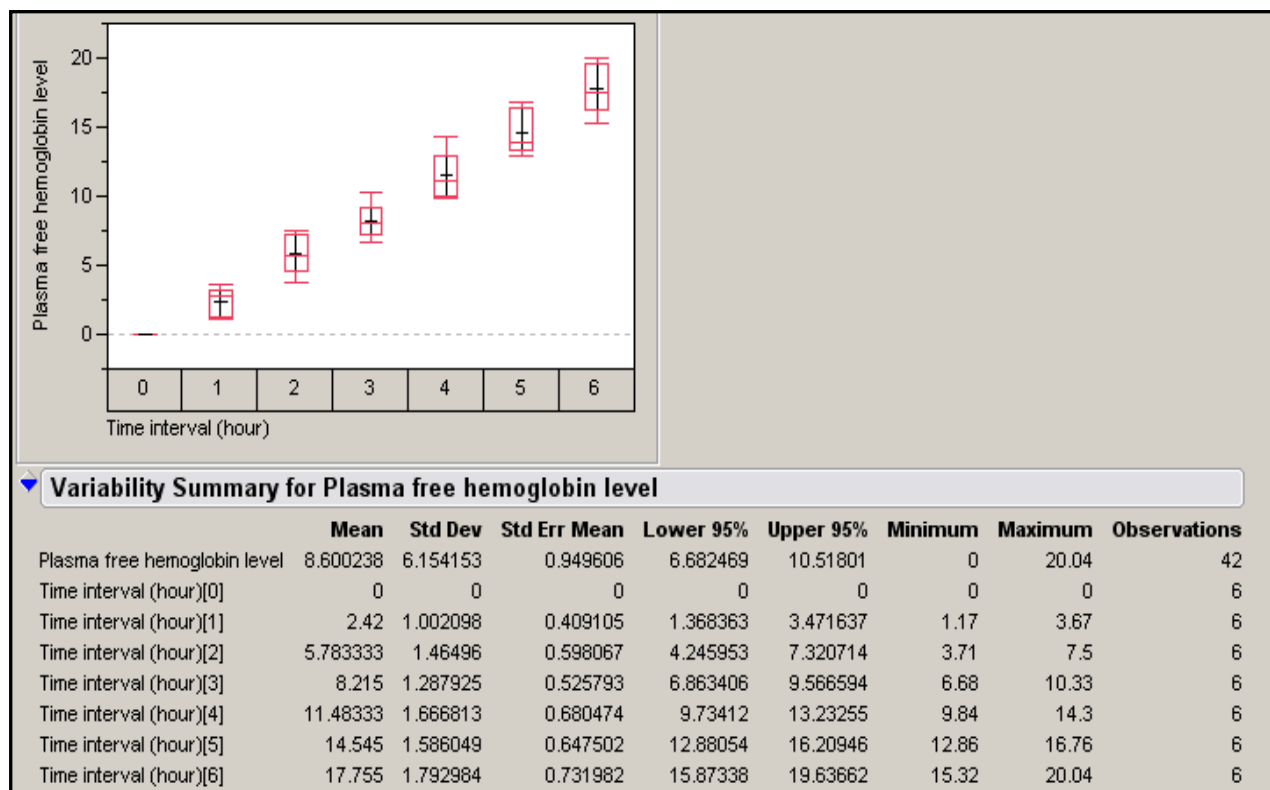 20
15
10
5
0
Plasma free hemoglobin level
0 1 2 3 4 5 6
Time interval (hour)
Variability Summary for Plasma free hemoglobin level
Mean Std Dev Std Err Mean Lower 95% Upper 95% Minimum Maximum Observations
Plasma free hemoglobin level 8.600238 6.154153 0.949606 6.682469 10.51801 0 20.04 42
Time interval (hour)[0] 0 0 0 0 0 0 0 6
Time interval (hour)[1] 2.42 1.002098 0.409105 1.368363 3.471637 1.17 3.67 6
Time interval (hour)[2] 5.783333 1.46496 0.598067 4.245953 7.320714 3.71 7.5 6
Time interval (hour)[3] 8.215 1.287925 0.525793 6.863406 9.566594 6.68 10.33 6
Time interval (hour)[4] 11.48333 1.666813 0.680474 9.73412 13.23255 9.84 14.3 6
Time interval (hour)[5] 14.545 1.586049 0.647502 12.88054 16.20946 12.86 16.76 6
Time interval (hour)[6] 17.755 1.792984 0.731982 15.87338 19.63662 15.32 20.04 6